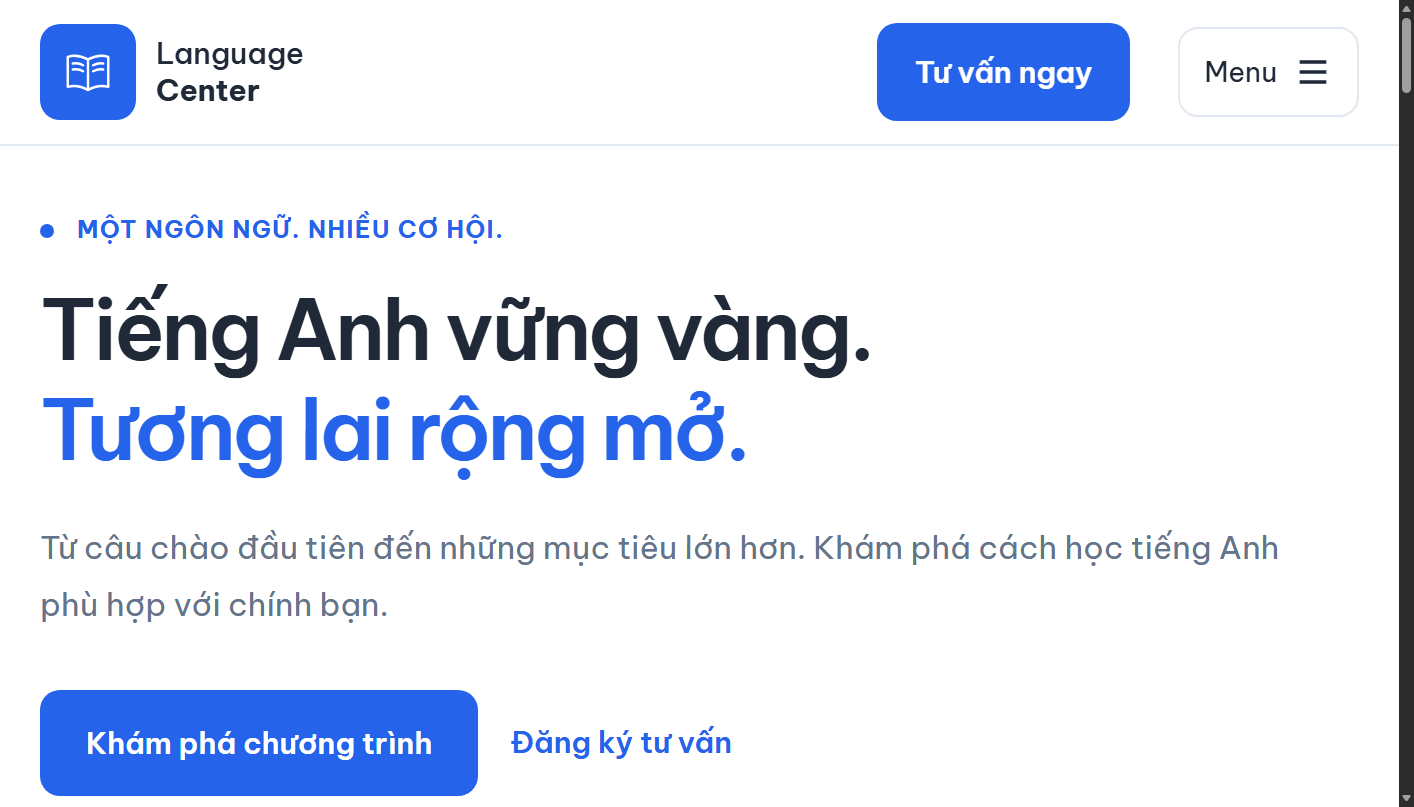 Language
Center
Tư vấn ngay
Menu
MỘT NGÔN NGỮ. NHIỀU CƠ HỘI.
Tiếng Anh vững vàng.
Tương lai rộng mở.
Từ câu chào đầu tiên đến những mục tiêu lớn hơn. Khám phá cách học tiếng Anh
phù hợp với chính bạn.
Khám phá chương trình
Đăng ký tư vấn